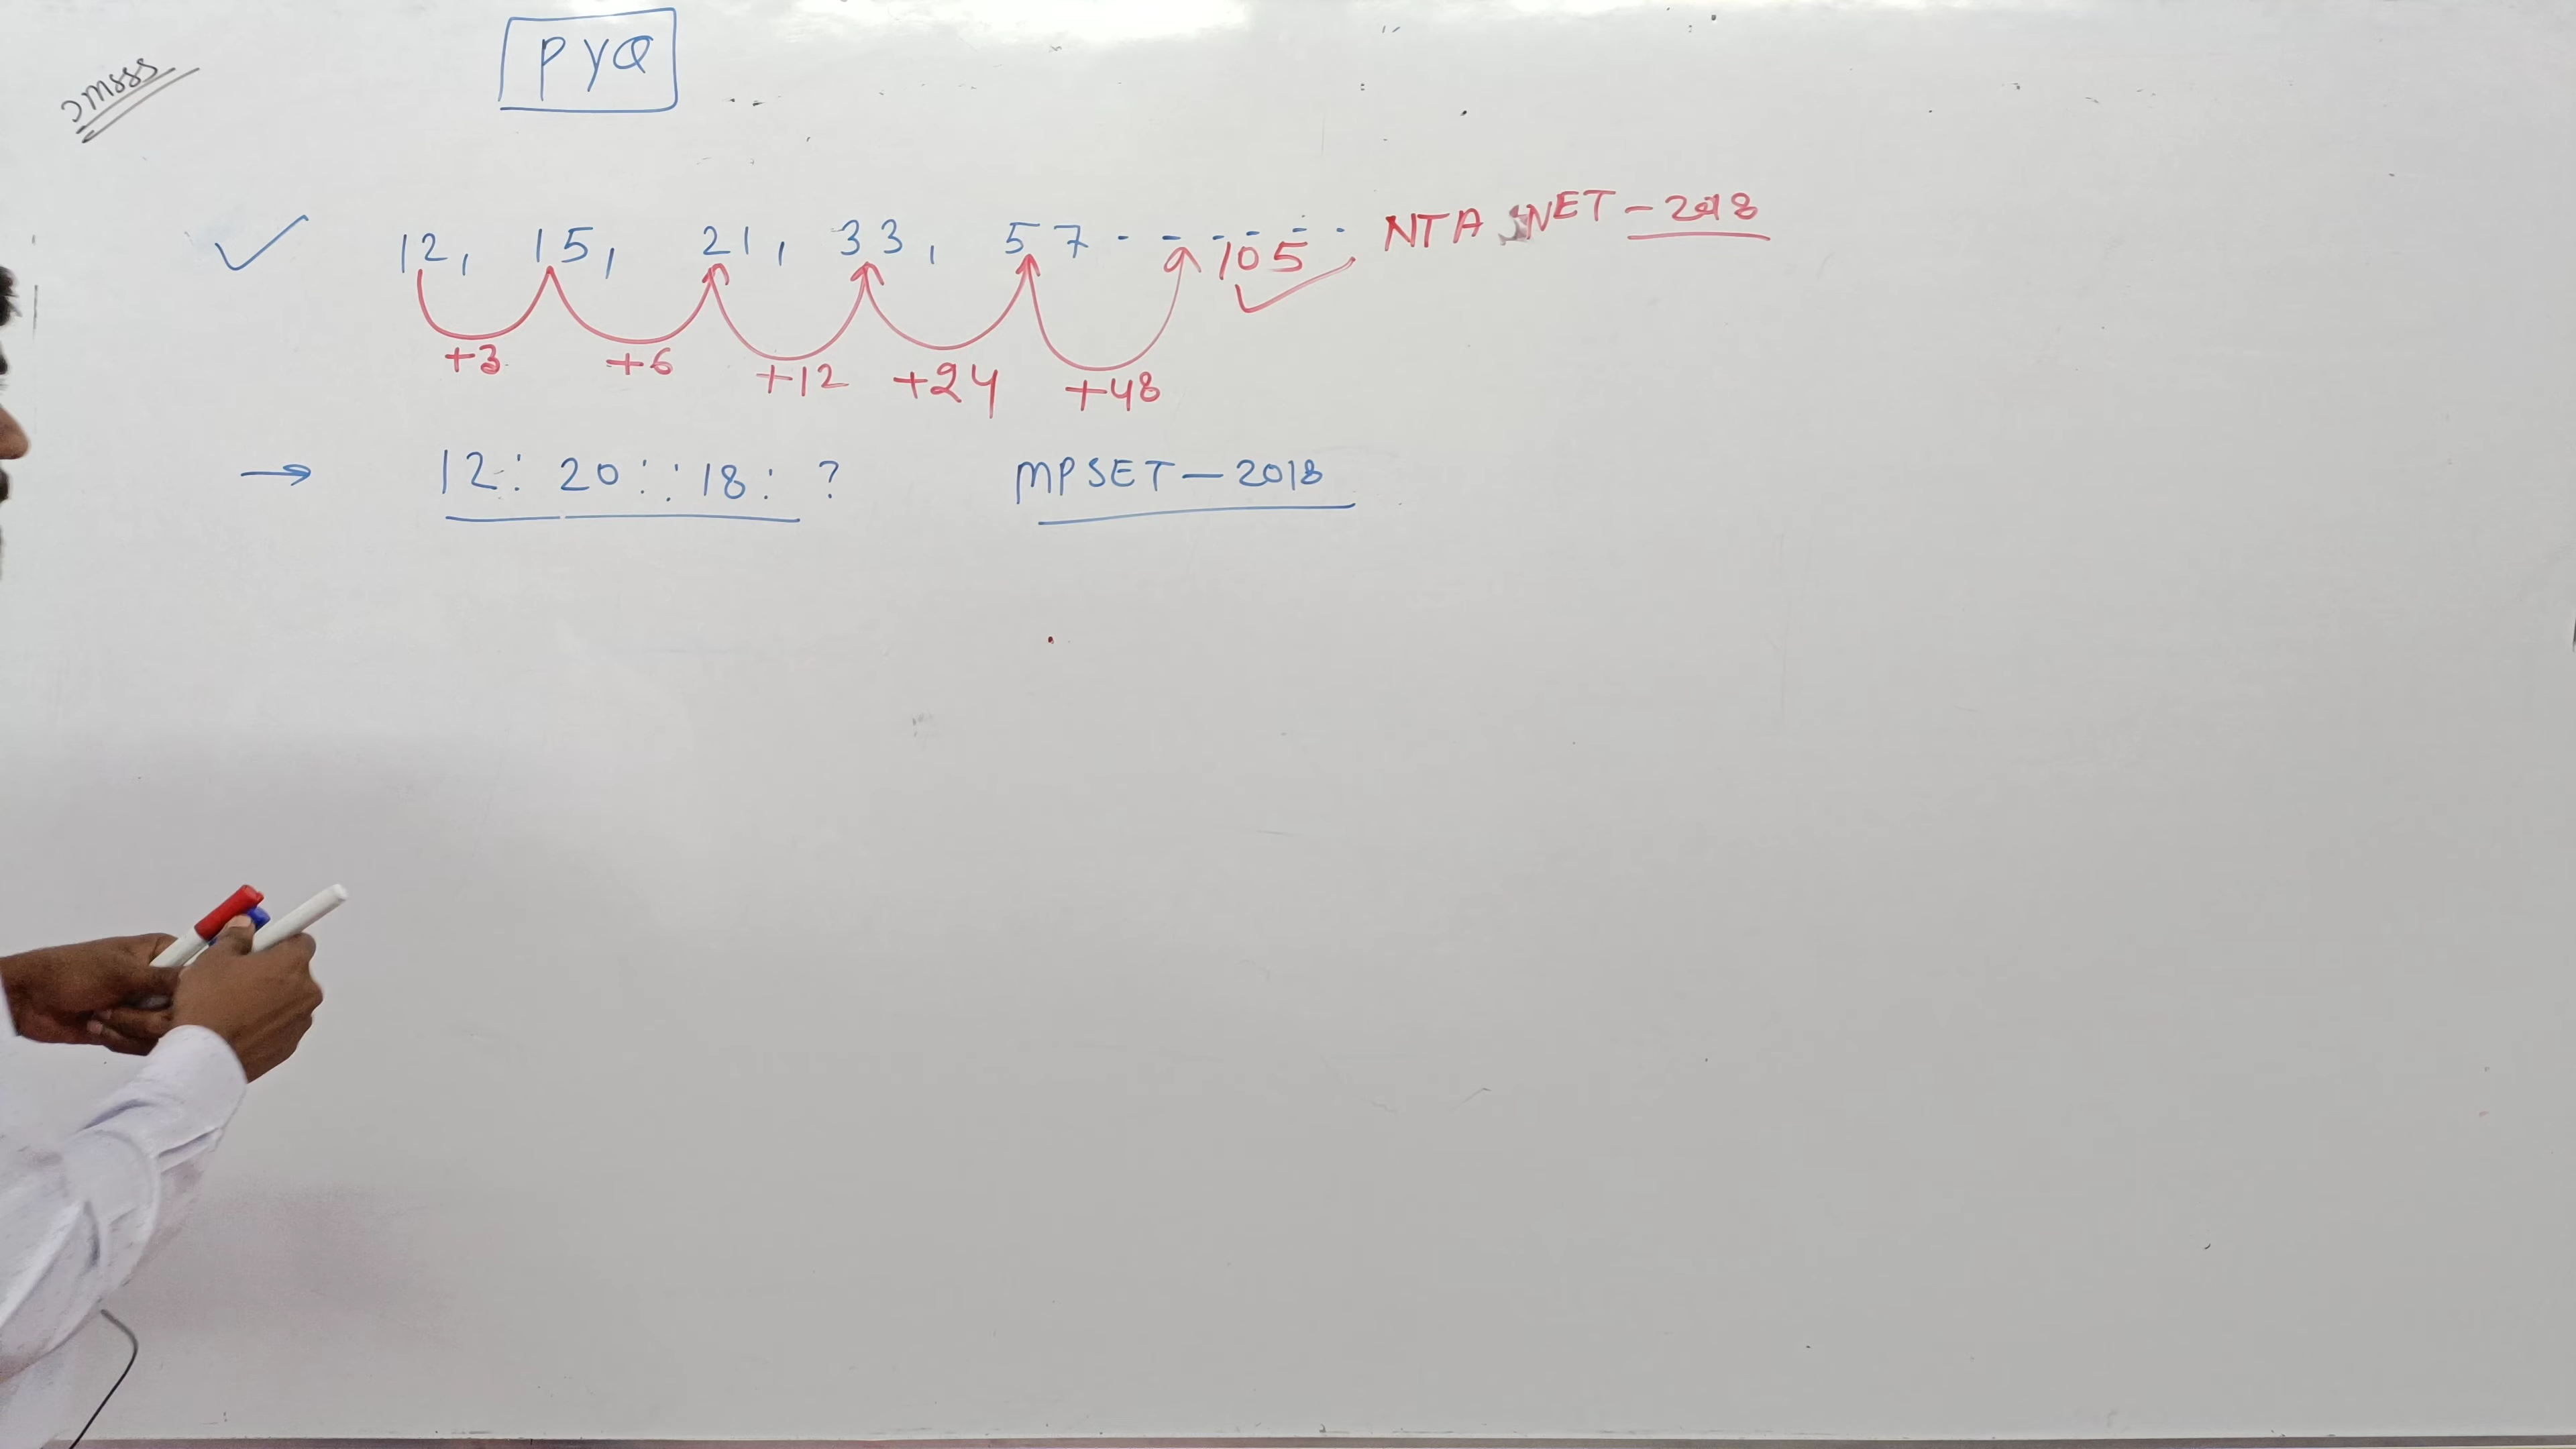 PYQ
12, 15, 21, 33, 57 - - - - - - 105 NTA NET - 2018
+3 +6 +12 +24 +48
→ 12 : 20 :: 18 : ? MPSET - 2018